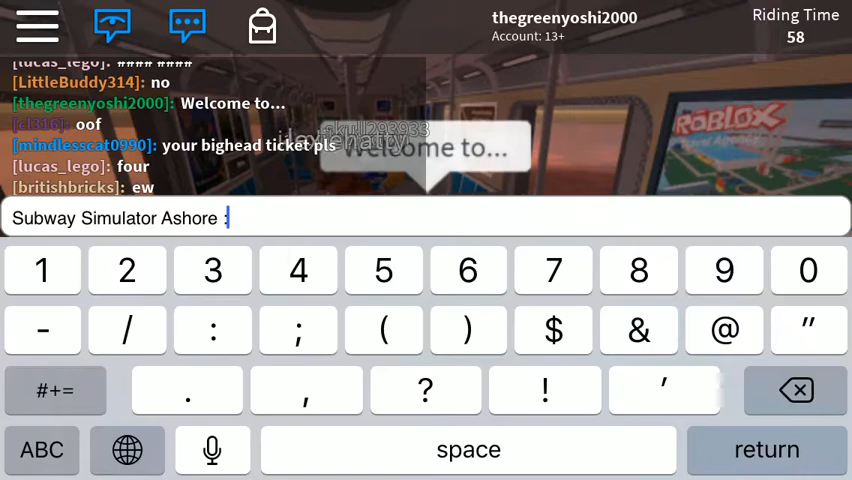 thegreenyoshi2000
Account: 13+
Riding Time
58
[lucas_lego]: #### ####
[LittleBuddy314]: no
[thegreenyoshi2000]: Welcome to...
oof
[mindlesscat0990]: your bighead ticket pls
[lucas_lego]: four
[britishbricks]: ew
skull293933
Welcome to...
ROBLOX
Subway Simulator Ashore :
1 2 3 4 5 6 7 8 9 0
- / : ; ( ) $ & @ "
#+= . , ? ! '
ABC space return